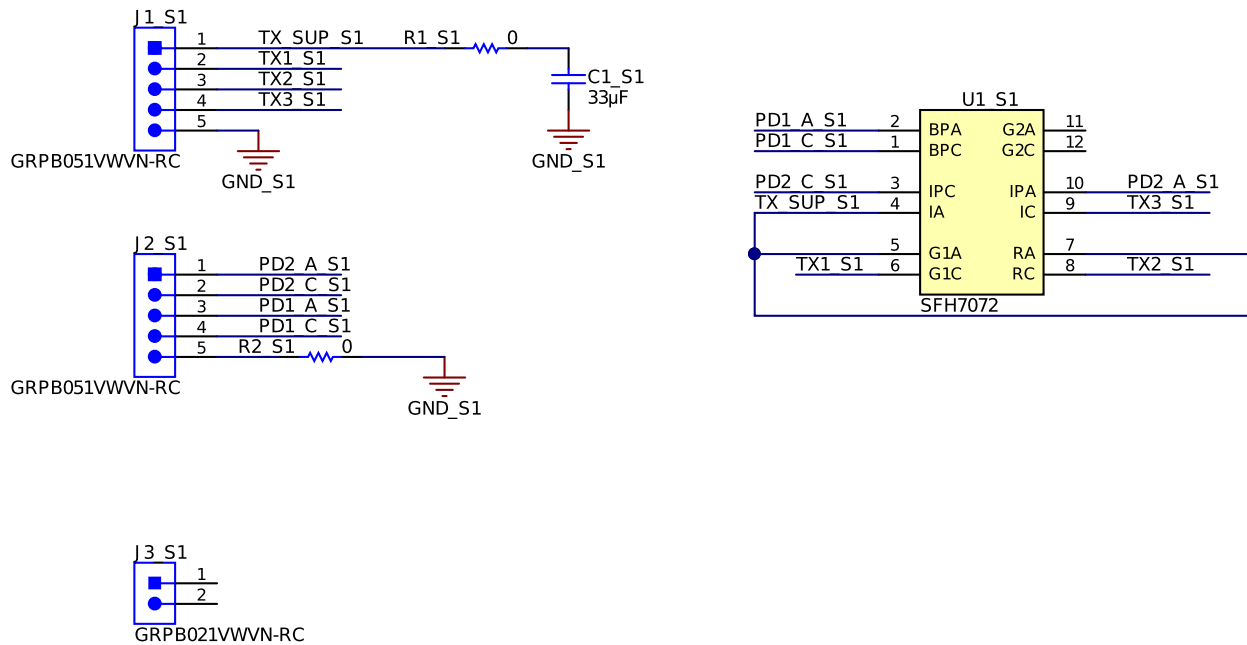 J1_S1
1 TX_SUP_S1 R1_S1 0
2 TX1_S1
3 TX2_S1
4 TX3_S1
5
C1_S1
33µF
GRPB051VWVN-RC
GND_S1
GND_S1
J2_S1
1 PD2_A_S1
2 PD2_C_S1
3 PD1_A_S1
4 PD1_C_S1
5 R2_S1 0
GRPB051VWVN-RC
GND_S1
J3_S1
1
2
GRPB021VWVN-RC
U1_S1
PD1_A_S1 2 BPA G2A 11
PD1_C_S1 1 BPC G2C 12
PD2_C_S1 3 IPC IPA 10 PD2_A_S1
TX_SUP_S1 4 IA IC 9 TX3_S1
5 G1A RA 7
TX1_S1 6 G1C RC 8 TX2_S1
SFH7072